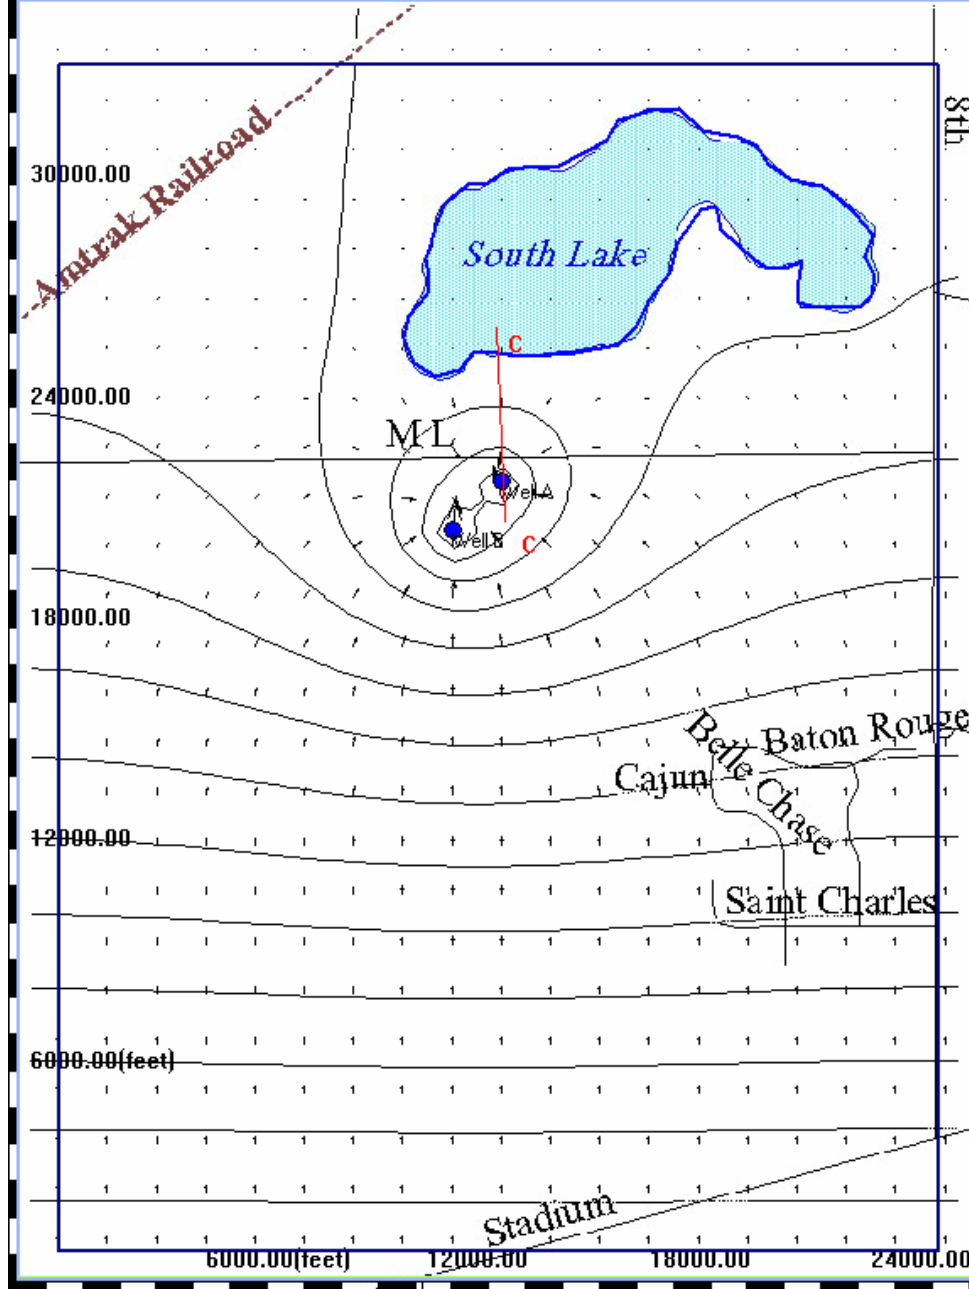 Amtrak Railroad
8th
30000.00
South Lake
C
24000.00
M L
Well A
Well B
C
18000.00
Baton Rouge
Belle Chase
Cajun
12000.00
Saint Charles
6000.00(feet)
Stadium
6000.00(feet)
12000.00
18000.00
24000.00